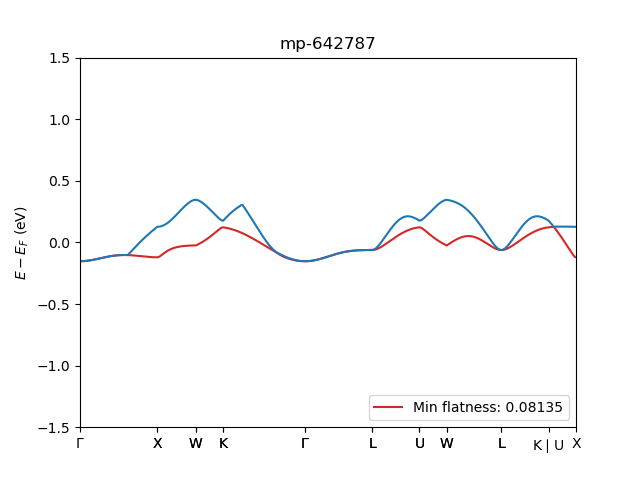 mp-642787
1.5
1.0
0.5
0.0
−0.5
−1.0
−1.5
E − E_F (eV)
Min flatness: 0.08135
Γ X W K Γ L U W L K | U X